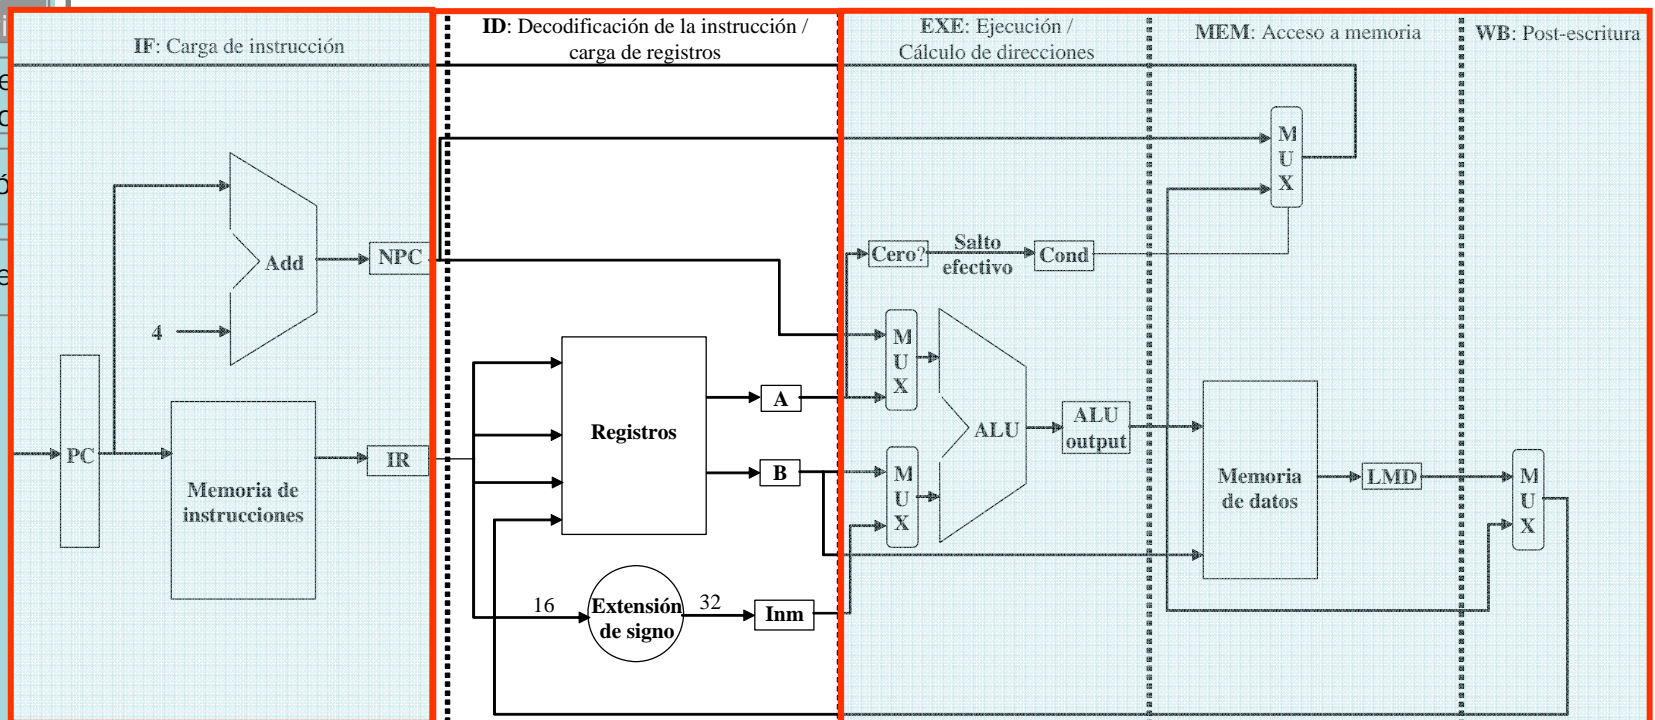 IF: Carga de instrucción
ID: Decodificación de la instrucción /
carga de registros
EXE: Ejecución /
Cálculo de direcciones
MEM: Acceso a memoria
WB: Post-escritura
Add
NPC
4
PC
Memoria de
instrucciones
IR
Registros
A
B
16
Extensión
de signo
32
Inm
Cero?
Salto
efectivo
Cond
M
U
X
M
U
X
M
U
X
ALU
ALU
output
Memoria
de datos
LMD
M
U
X